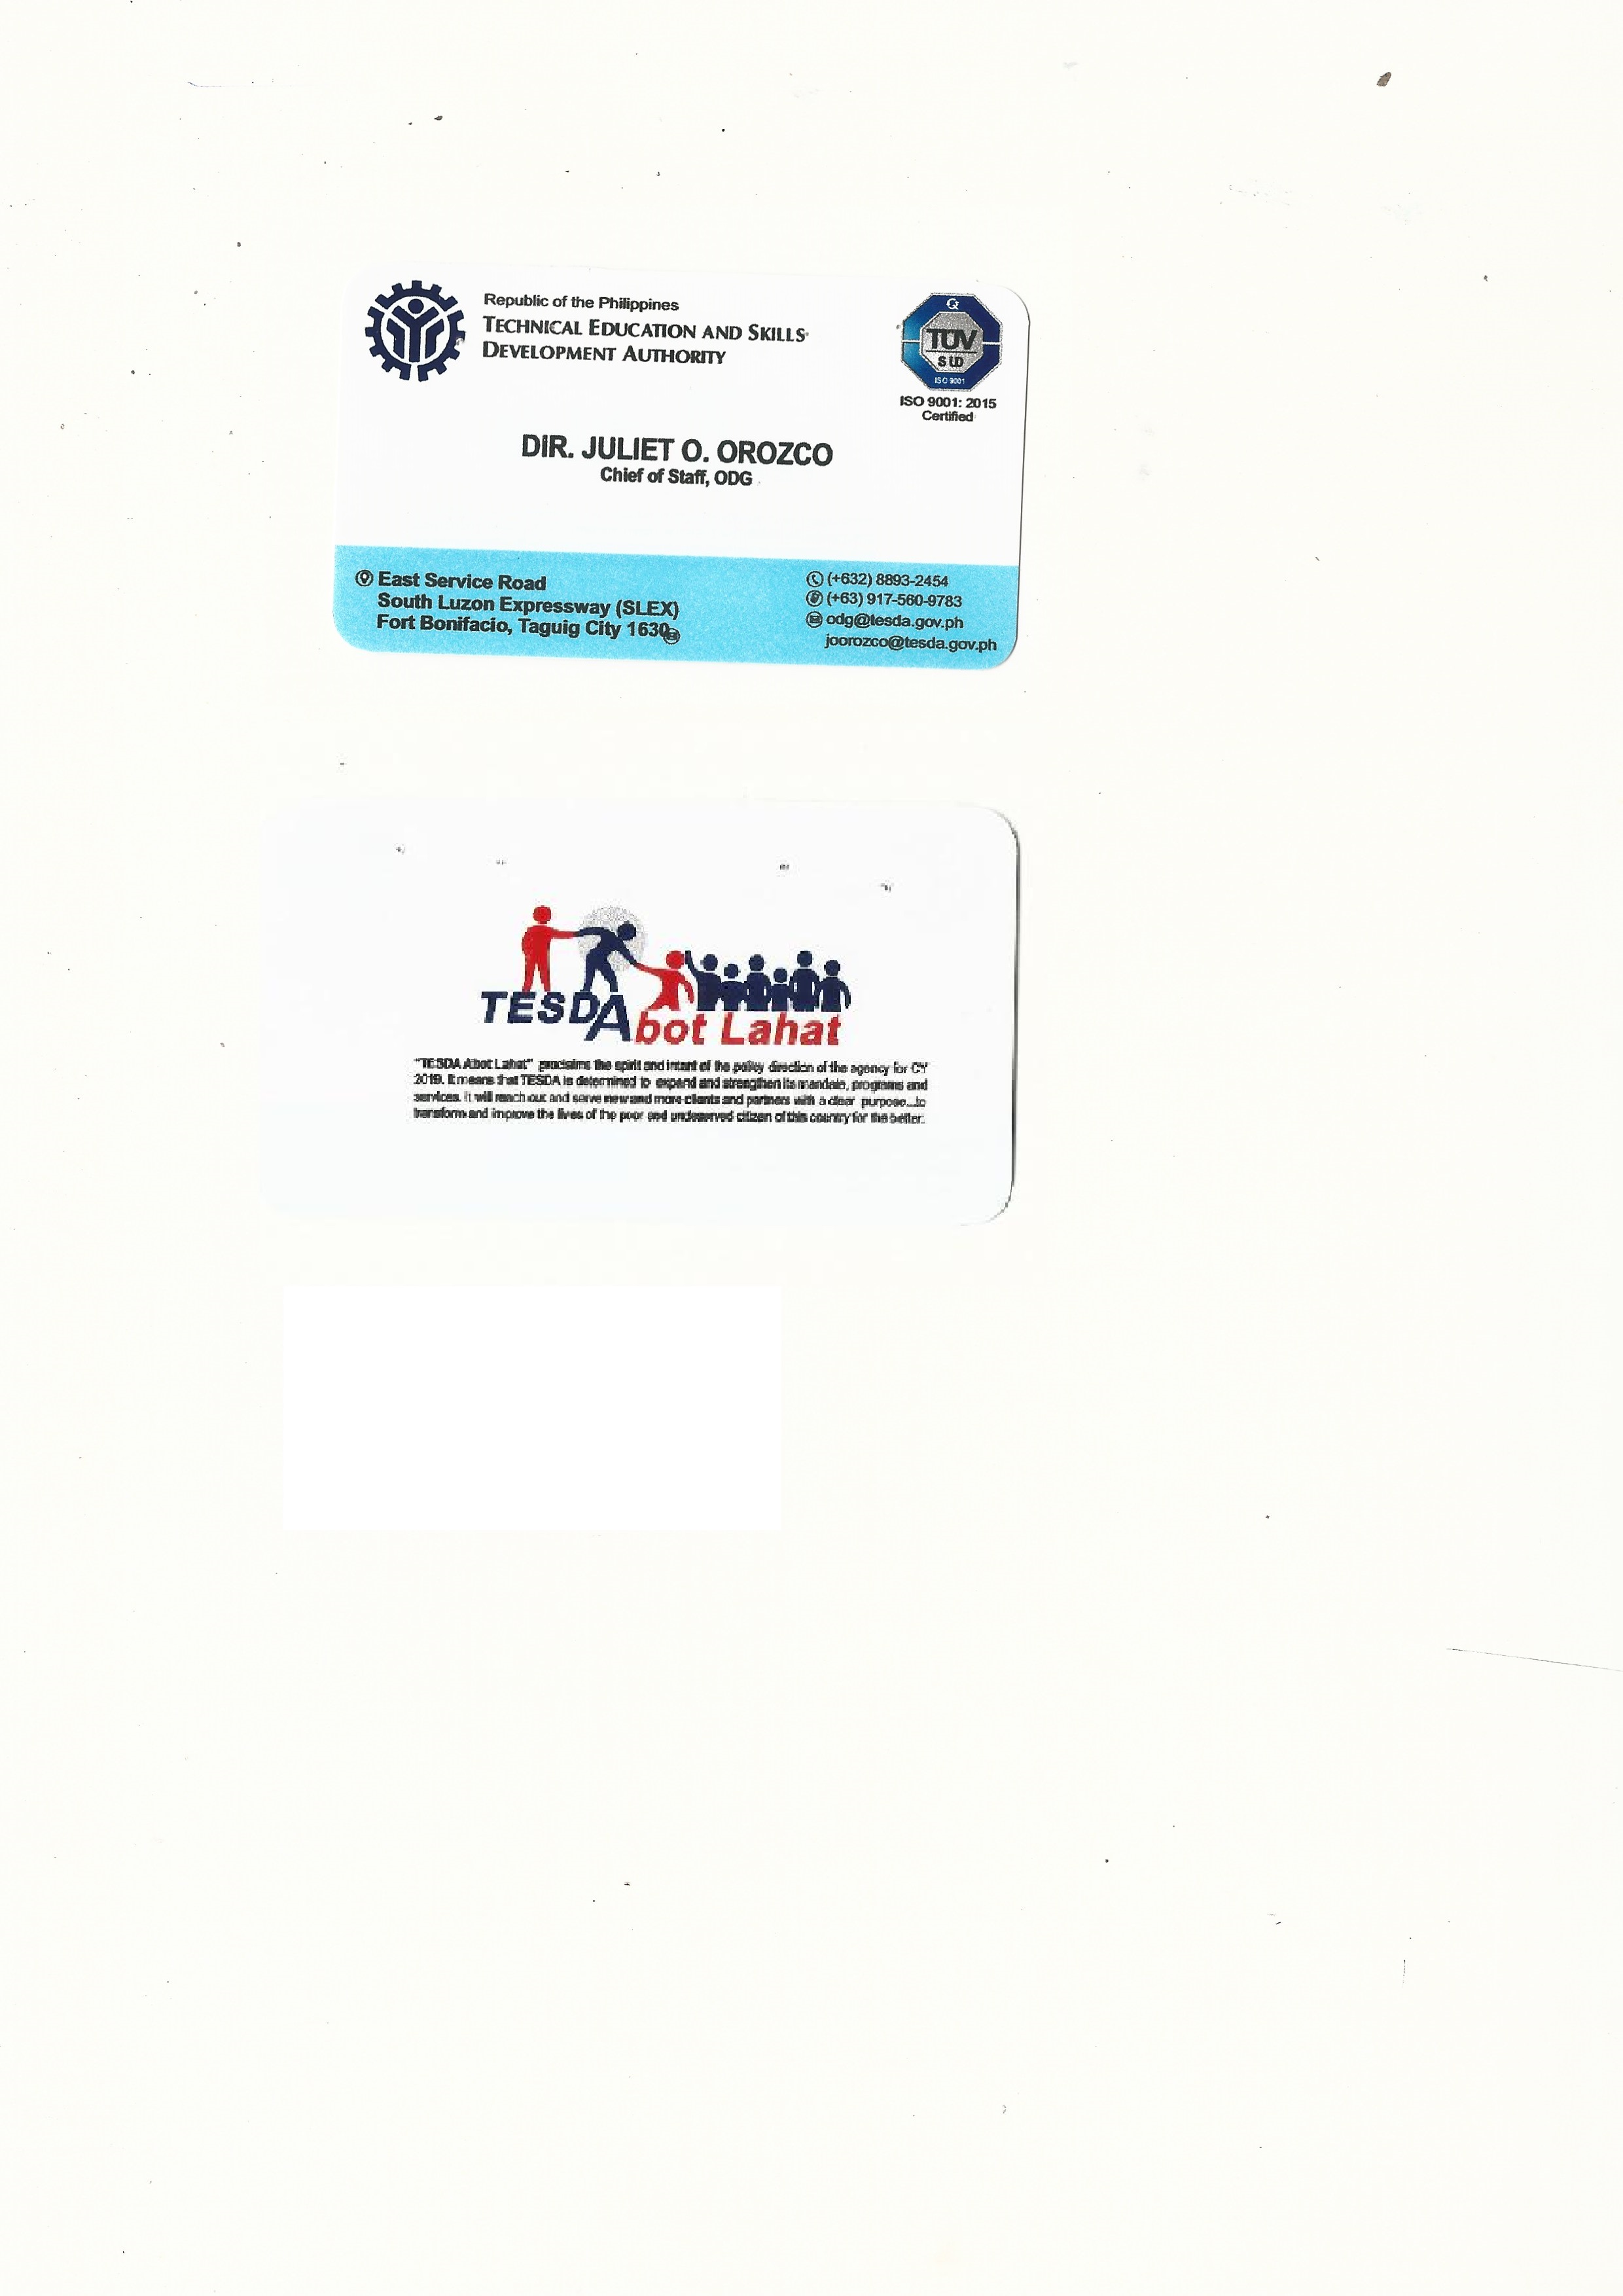 Republic of the Philippines
TECHNICAL EDUCATION AND SKILLS
DEVELOPMENT AUTHORITY
TÜV
SÜD
ISO 9001
ISO 9001: 2015
Certified
DIR. JULIET O. OROZCO
Chief of Staff, ODG
East Service Road
South Luzon Expressway (SLEX)
Fort Bonifacio, Taguig City 1630
(+632) 8893-2454
(+63) 917-560-9783
odg@tesda.gov.ph
joorozco@tesda.gov.ph
TESDAbot Lahat
"TESDA Abot Lahat" proclaims the spirit and intent of the policy direction of the agency for CY
2019. It means that TESDA is determined to expand and strengthen its mandate, programs and
services. It will reach out and serve new and more clients and partners with a clear purpose...to
transform and improve the lives of the poor and undeserved citizen of this country for the better.